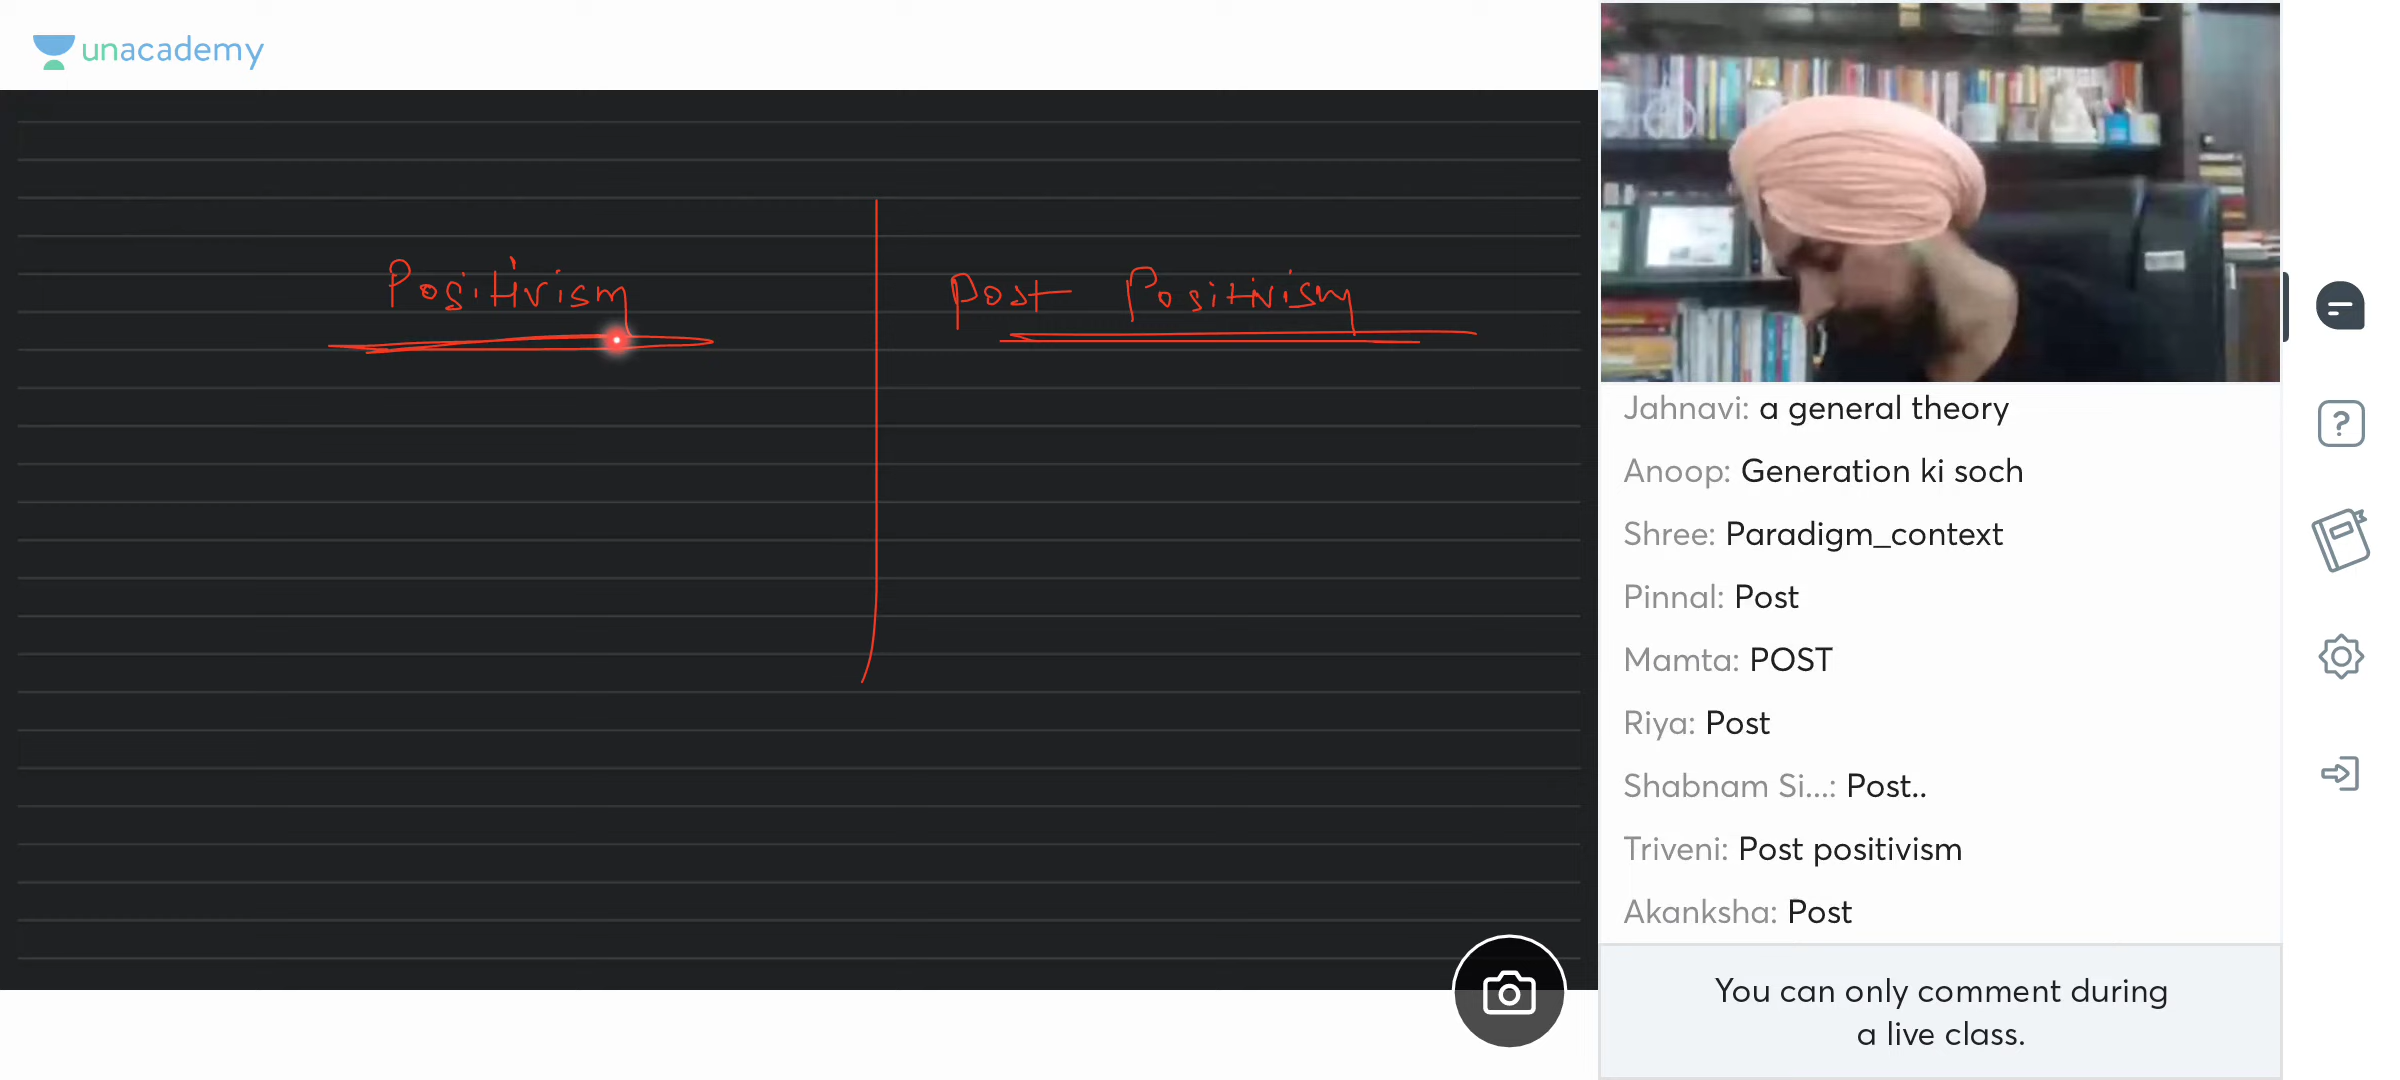 unacademy
Positivism
Post Positivism
Jahnavi: a general theory
Anoop: Generation ki soch
Shree: Paradigm_context
Pinnal: Post
Mamta: POST
Riya: Post
Shabnam Si...: Post..
Triveni: Post positivism
Akanksha: Post
You can only comment during
a live class.